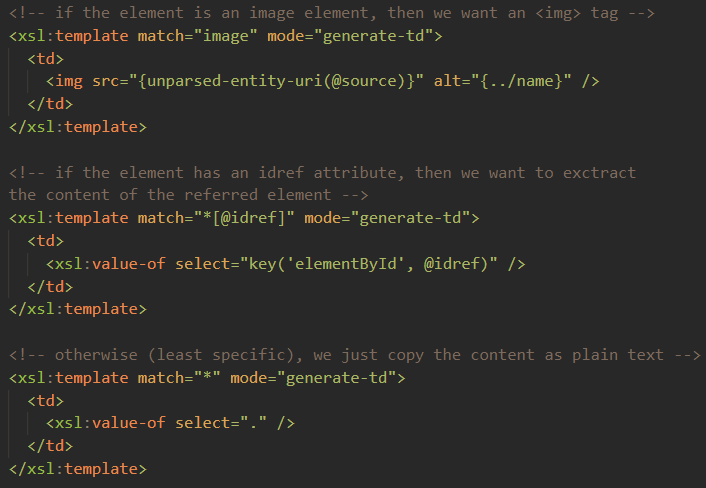 <!-- if the element is an image element, then we want an <img> tag -->
<xsl:template match="image" mode="generate-td">
  <td>
    <img src="{unparsed-entity-uri(@source)}" alt="{../name}" />
  </td>
</xsl:template>

<!-- if the element has an idref attribute, then we want to exctract
the content of the referred element -->
<xsl:template match="*[@idref]" mode="generate-td">
  <td>
    <xsl:value-of select="key('elementById', @idref)" />
  </td>
</xsl:template>

<!-- otherwise (least specific), we just copy the content as plain text -->
<xsl:template match="*" mode="generate-td">
  <td>
    <xsl:value-of select="." />
  </td>
</xsl:template>